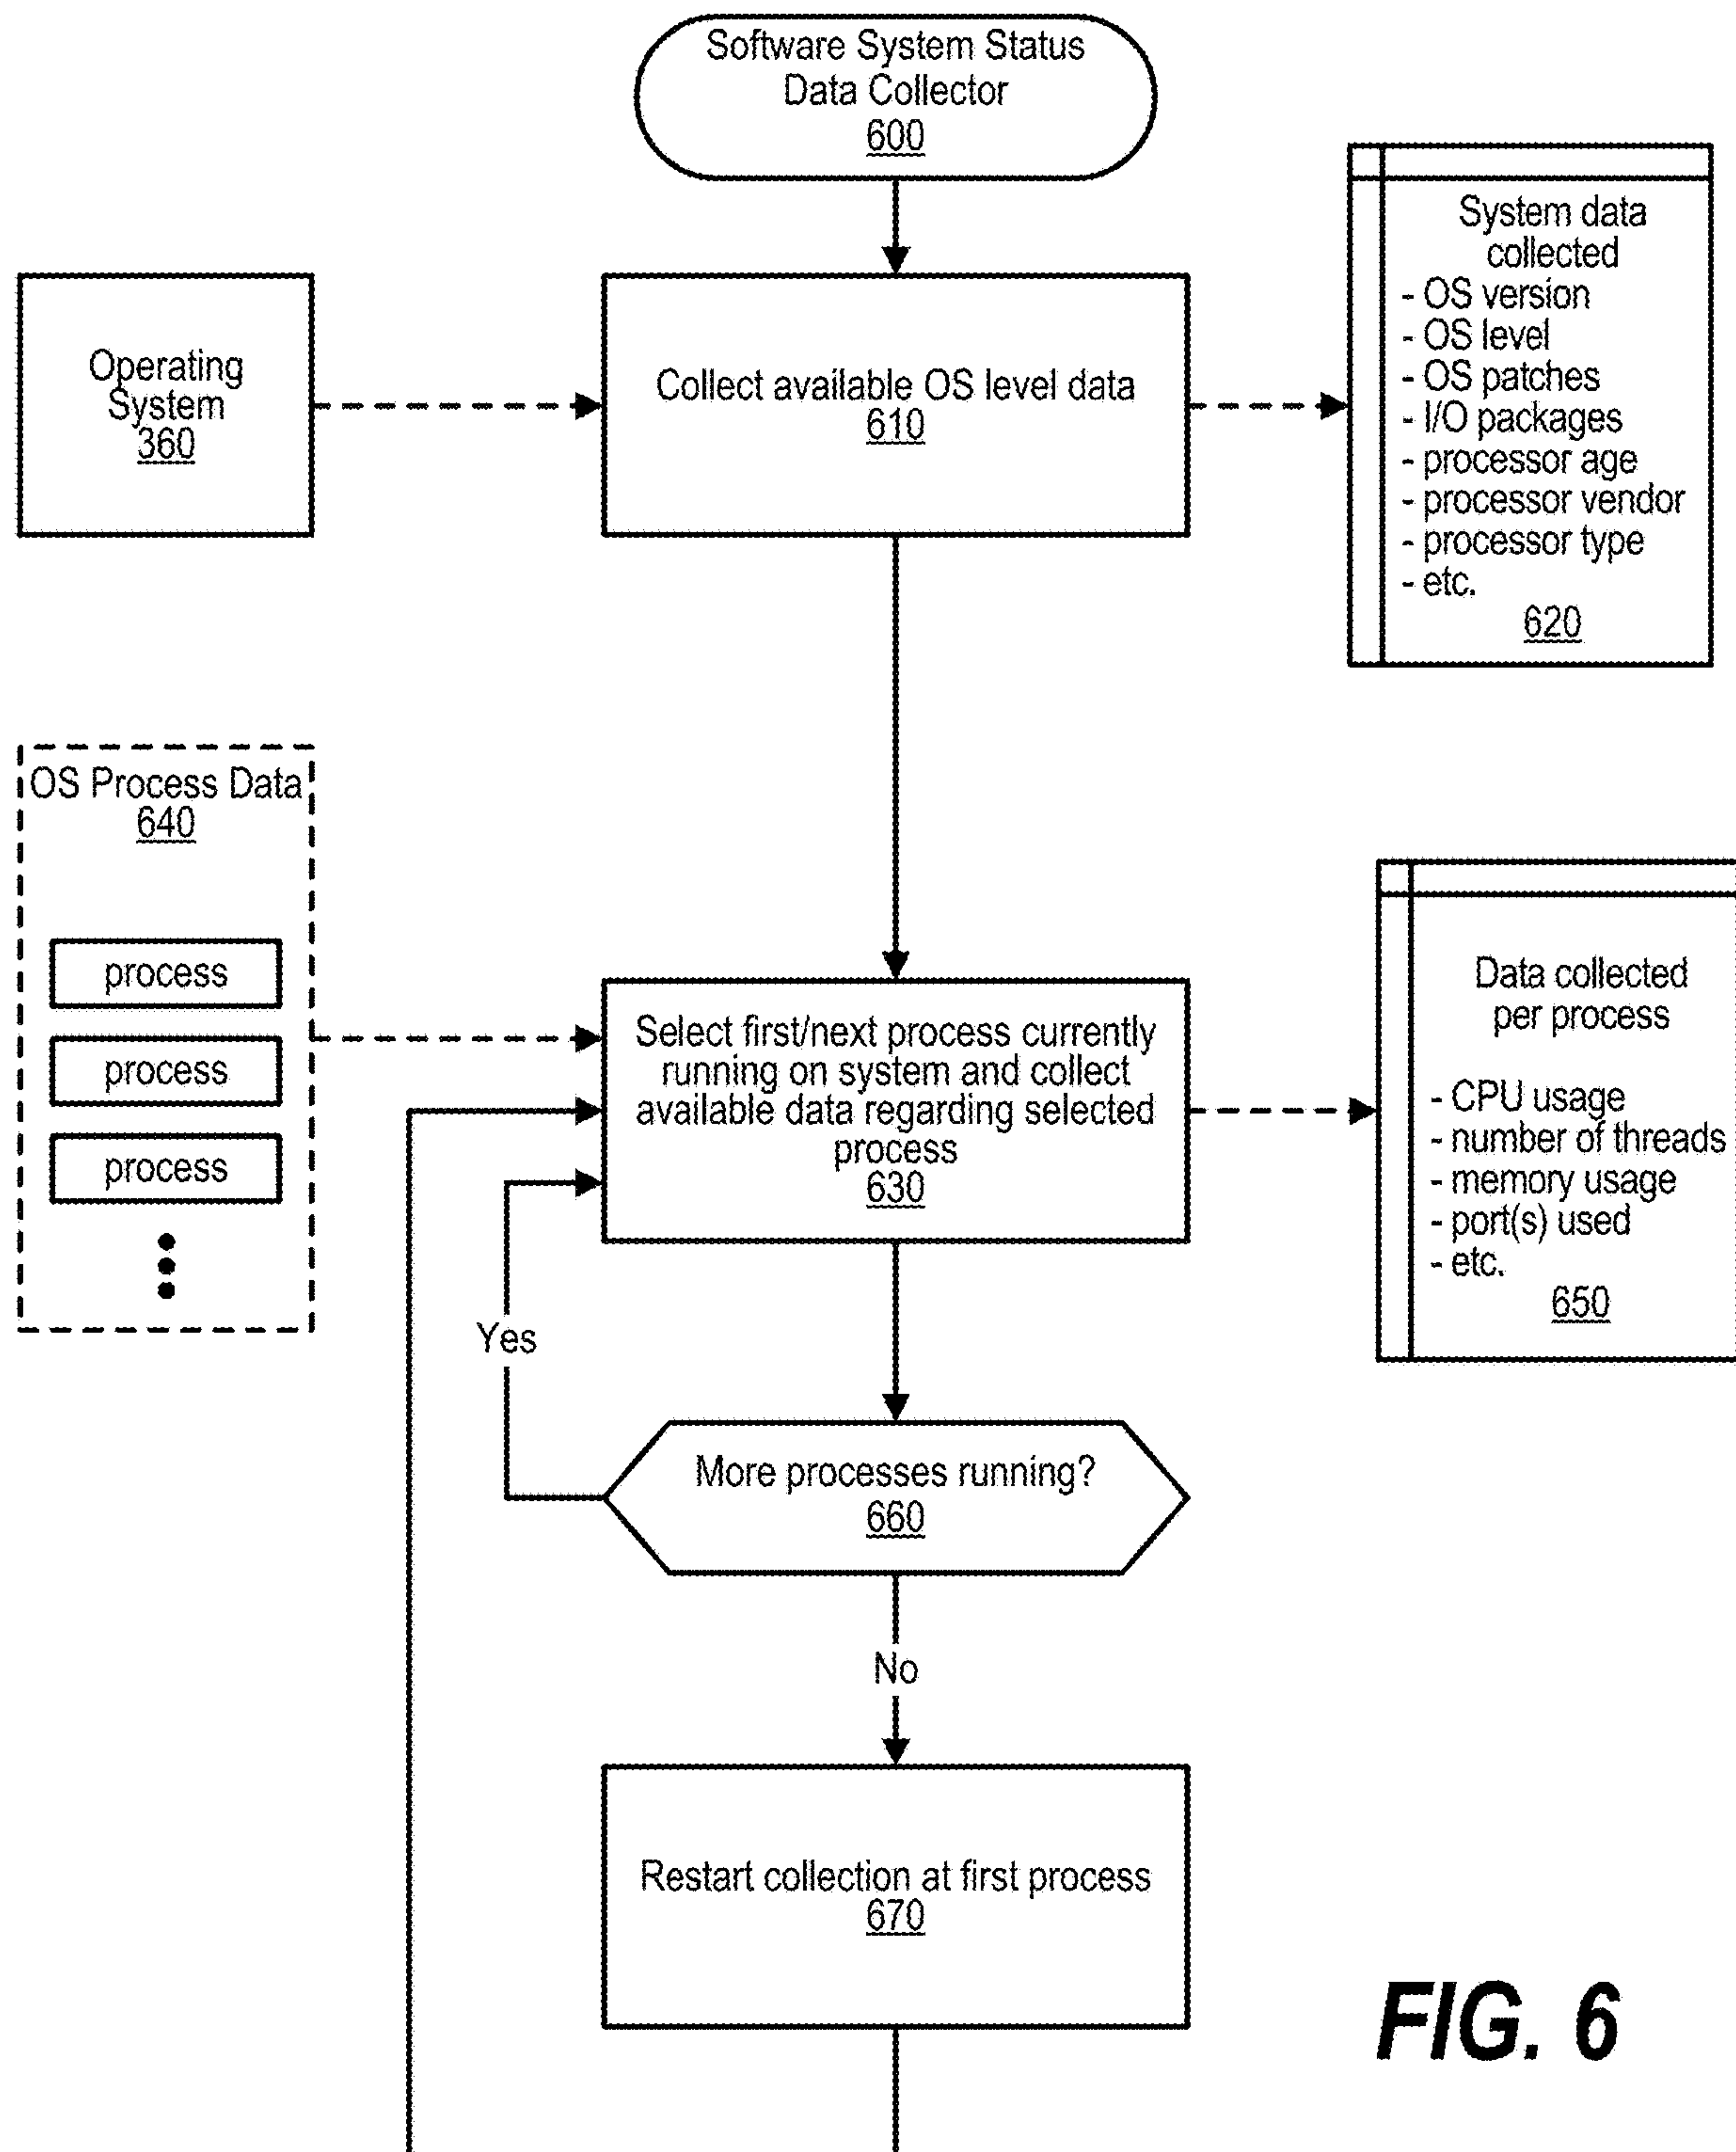 Software System Status
Data Collector
600
Operating
System
360
Collect available OS level data
610
System data
collected
- OS version
- OS level
- OS patches
- I/O packages
- processor age
- processor vendor
- processor type
- etc.
620
OS Process Data
640
process
process
process
Select first/next process currently
running on system and collect
available data regarding selected
process
630
Data collected
per process
- CPU usage
- number of threads
- memory usage
- port(s) used
- etc.
650
Yes
More processes running?
660
No
Restart collection at first process
670
FIG. 6